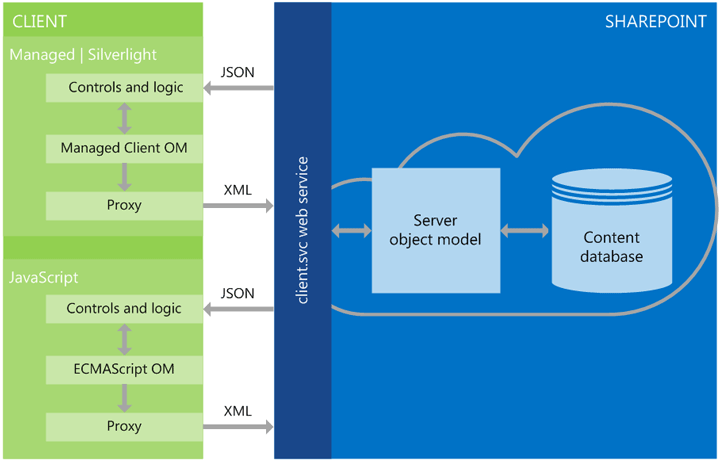 CLIENT
Managed | Silverlight
Controls and logic
Managed Client OM
Proxy
JSON
XML
JavaScript
Controls and logic
ECMAScript OM
Proxy
JSON
XML
client.svc web service
SHAREPOINT
Server
object model
Content
database